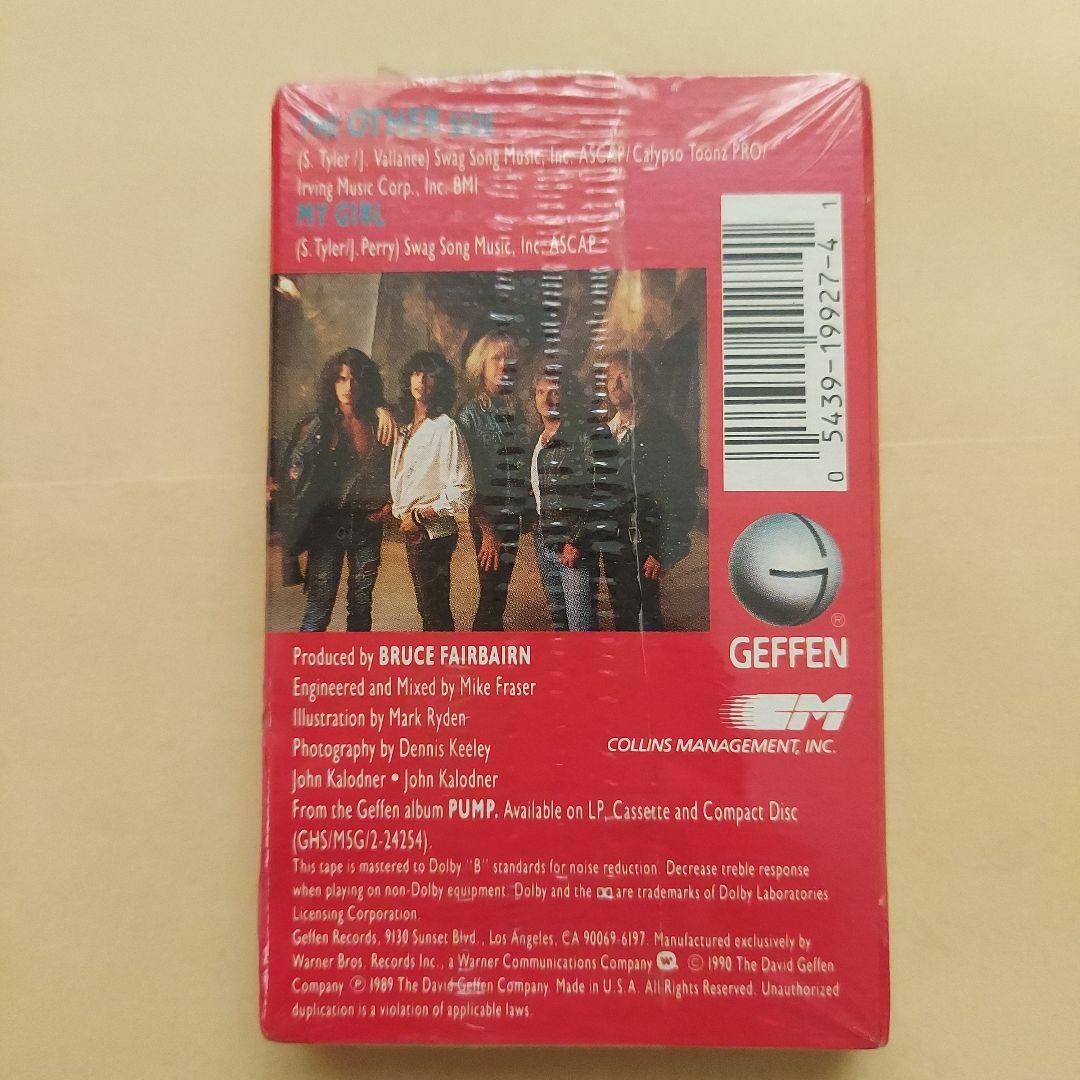 THE OTHER SIDE
(S. Tyler /J. Vallance) Swag Song Music, Inc. ASCAP/Calypso Toonz PRO/
Irving Music Corp., Inc. BMI
MY GIRL
(S. Tyler/J. Perry) Swag Song Music, Inc. ASCAP
0 5439-19927-4 1
G
®
GEFFEN
CM
COLLINS MANAGEMENT, INC.
Produced by BRUCE FAIRBAIRN
Engineered and Mixed by Mike Fraser
Illustration by Mark Ryden
Photography by Dennis Keeley
John Kalodner • John Kalodner
From the Geffen album PUMP. Available on LP, Cassette and Compact Disc
(GHS/M5G/2-24254).
This tape is mastered to Dolby "B" standards for noise reduction. Decrease treble response
when playing on non-Dolby equipment. Dolby and the are trademarks of Dolby Laboratories
Licensing Corporation.
Geffen Records, 9130 Sunset Blvd., Los Angeles, CA 90069-6197. Manufactured exclusively by
Warner Bros. Records Inc., a Warner Communications Company. © 1990 The David Geffen
Company ℗ 1989 The David Geffen Company. Made in U.S.A. All Rights Reserved. Unauthorized
duplication is a violation of applicable laws.